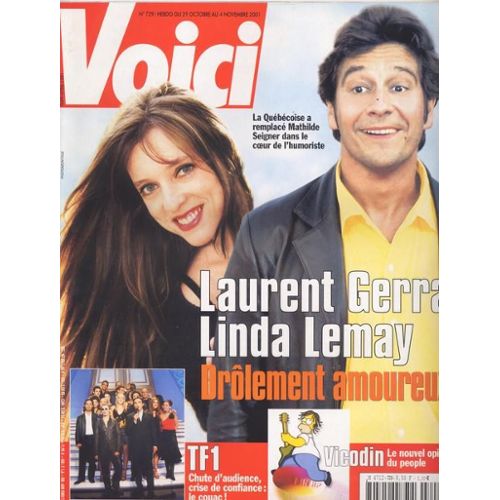 N° 729: HEBDO DU 29 OCTOBRE AU 4 NOVEMBRE 2001
Voici
La Québécoise a
remplacé Mathilde
Seigner dans le
cœur de l'humoriste
Laurent Gerra
Linda Lemay
Drôlement amoureux
TF1
Chute d'audience,
crise de confiance :
le couac !
Vicodin
Le nouvel opi
du people